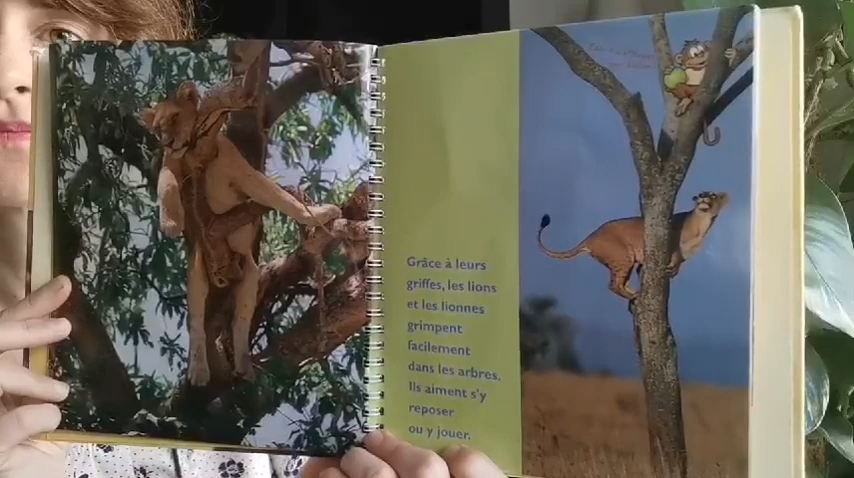 Grâce à leurs
griffes, les lions
et les lionnes
grimpent
facilement
dans les arbres.
Ils aiment s'y
reposer
ou y jouer.